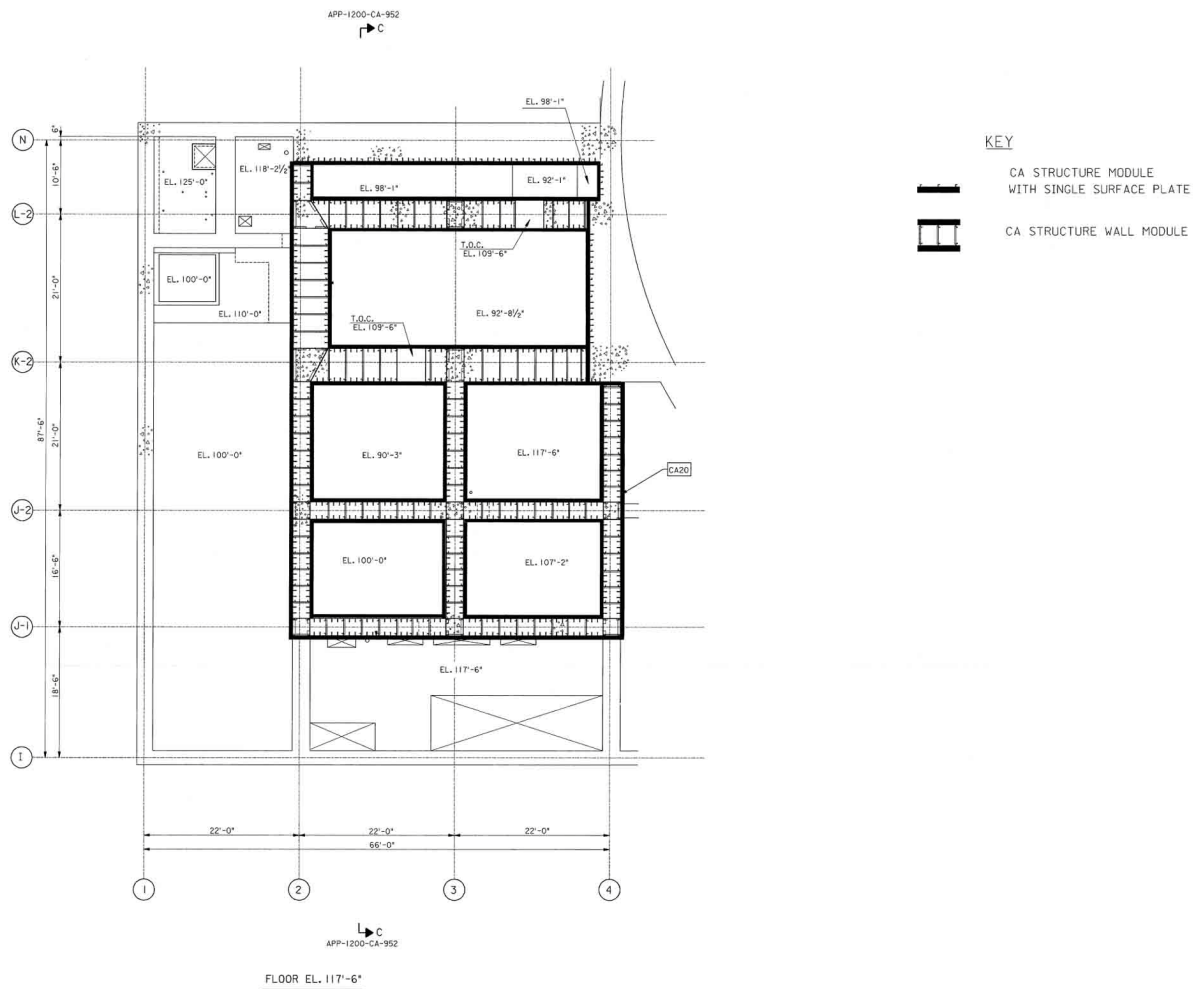 APP-1200-CA-952
C
EL. 98'-1"
N
6"
KEY
CA STRUCTURE MODULE
WITH SINGLE SURFACE PLATE
EL. 118'-2½"
EL. 125'-0"
10'-6"
EL. 98'-1"
EL. 92'-1"
L-2
CA STRUCTURE WALL MODULE
T.O.C.
EL. 109'-6"
EL. 100'-0"
21'-0"
EL. 110'-0"
EL. 92'-8½"
T.O.C.
EL. 109'-6"
K-2
87'-6"
21'-0"
EL. 100'-0"
EL. 90'-3"
EL. 117'-6"
CA20
J-2
16'-6"
EL. 100'-0"
EL. 107'-2"
J-1
18'-6"
EL. 117'-6"
I
22'-0"
22'-0"
22'-0"
66'-0"
1
2
3
4
C
APP-1200-CA-952
FLOOR EL. 117'-6"